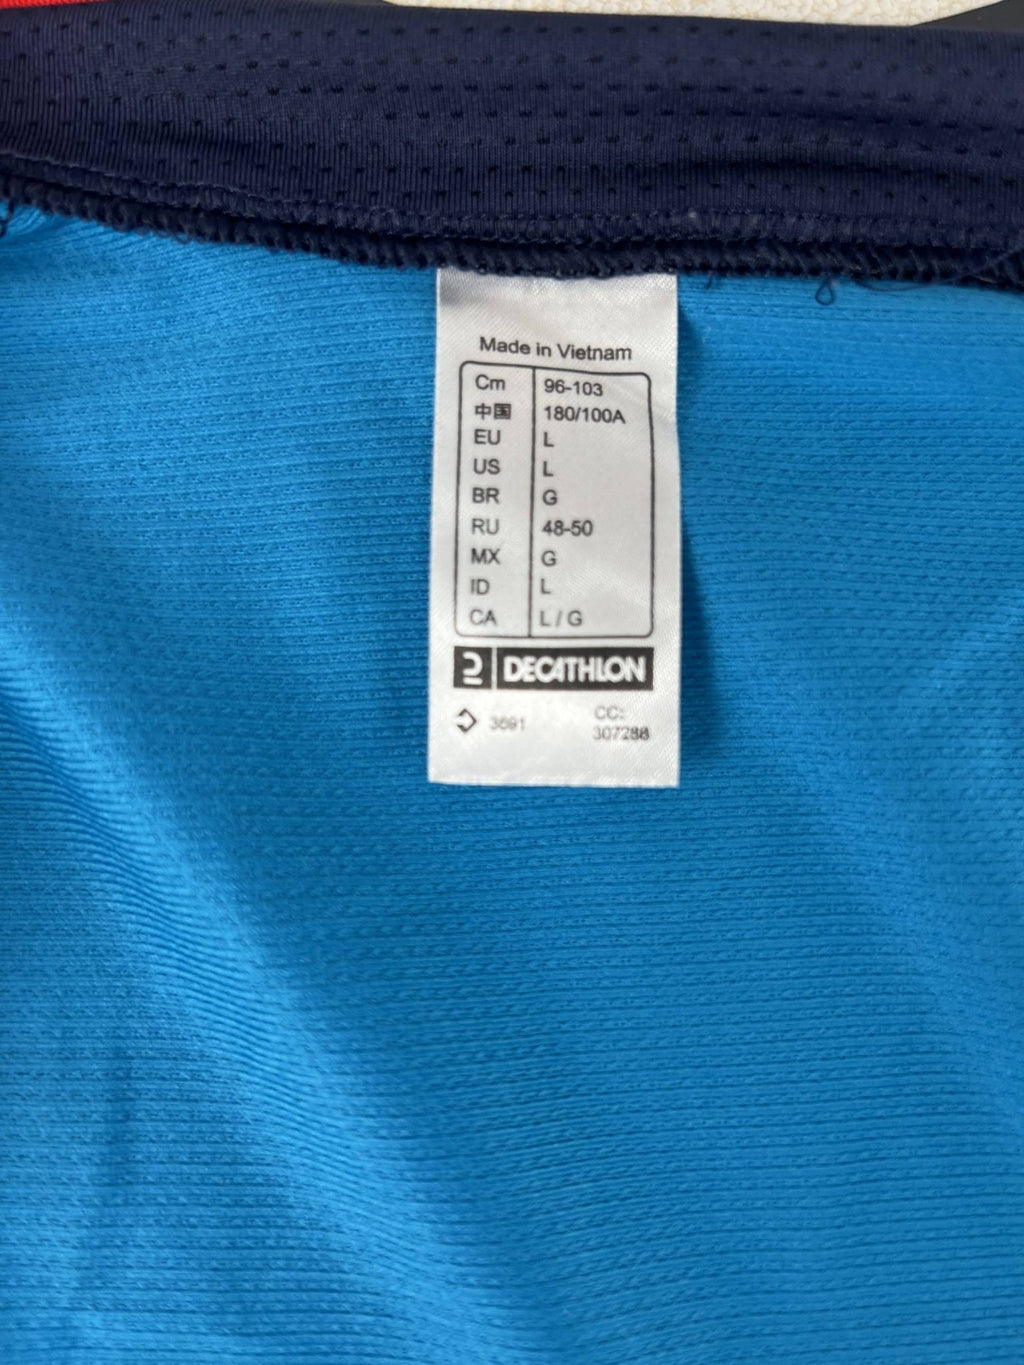 Made in Vietnam
Cm 96-103
中国 180/100A
EU L
US L
BR G
RU 48-50
MX G
ID L
CA L / G
DECATHLON
3691 CC:
307288